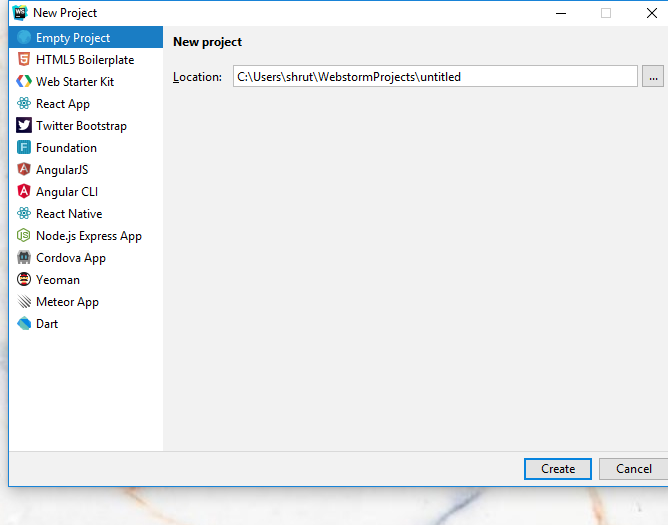 WS New Project
Empty Project
HTML5 Boilerplate
Web Starter Kit
React App
Twitter Bootstrap
Foundation
AngularJS
Angular CLI
React Native
Node.js Express App
Cordova App
Yeoman
Meteor App
Dart
New project
Location: C:\Users\shrut\WebstormProjects\untitled ...
Create Cancel